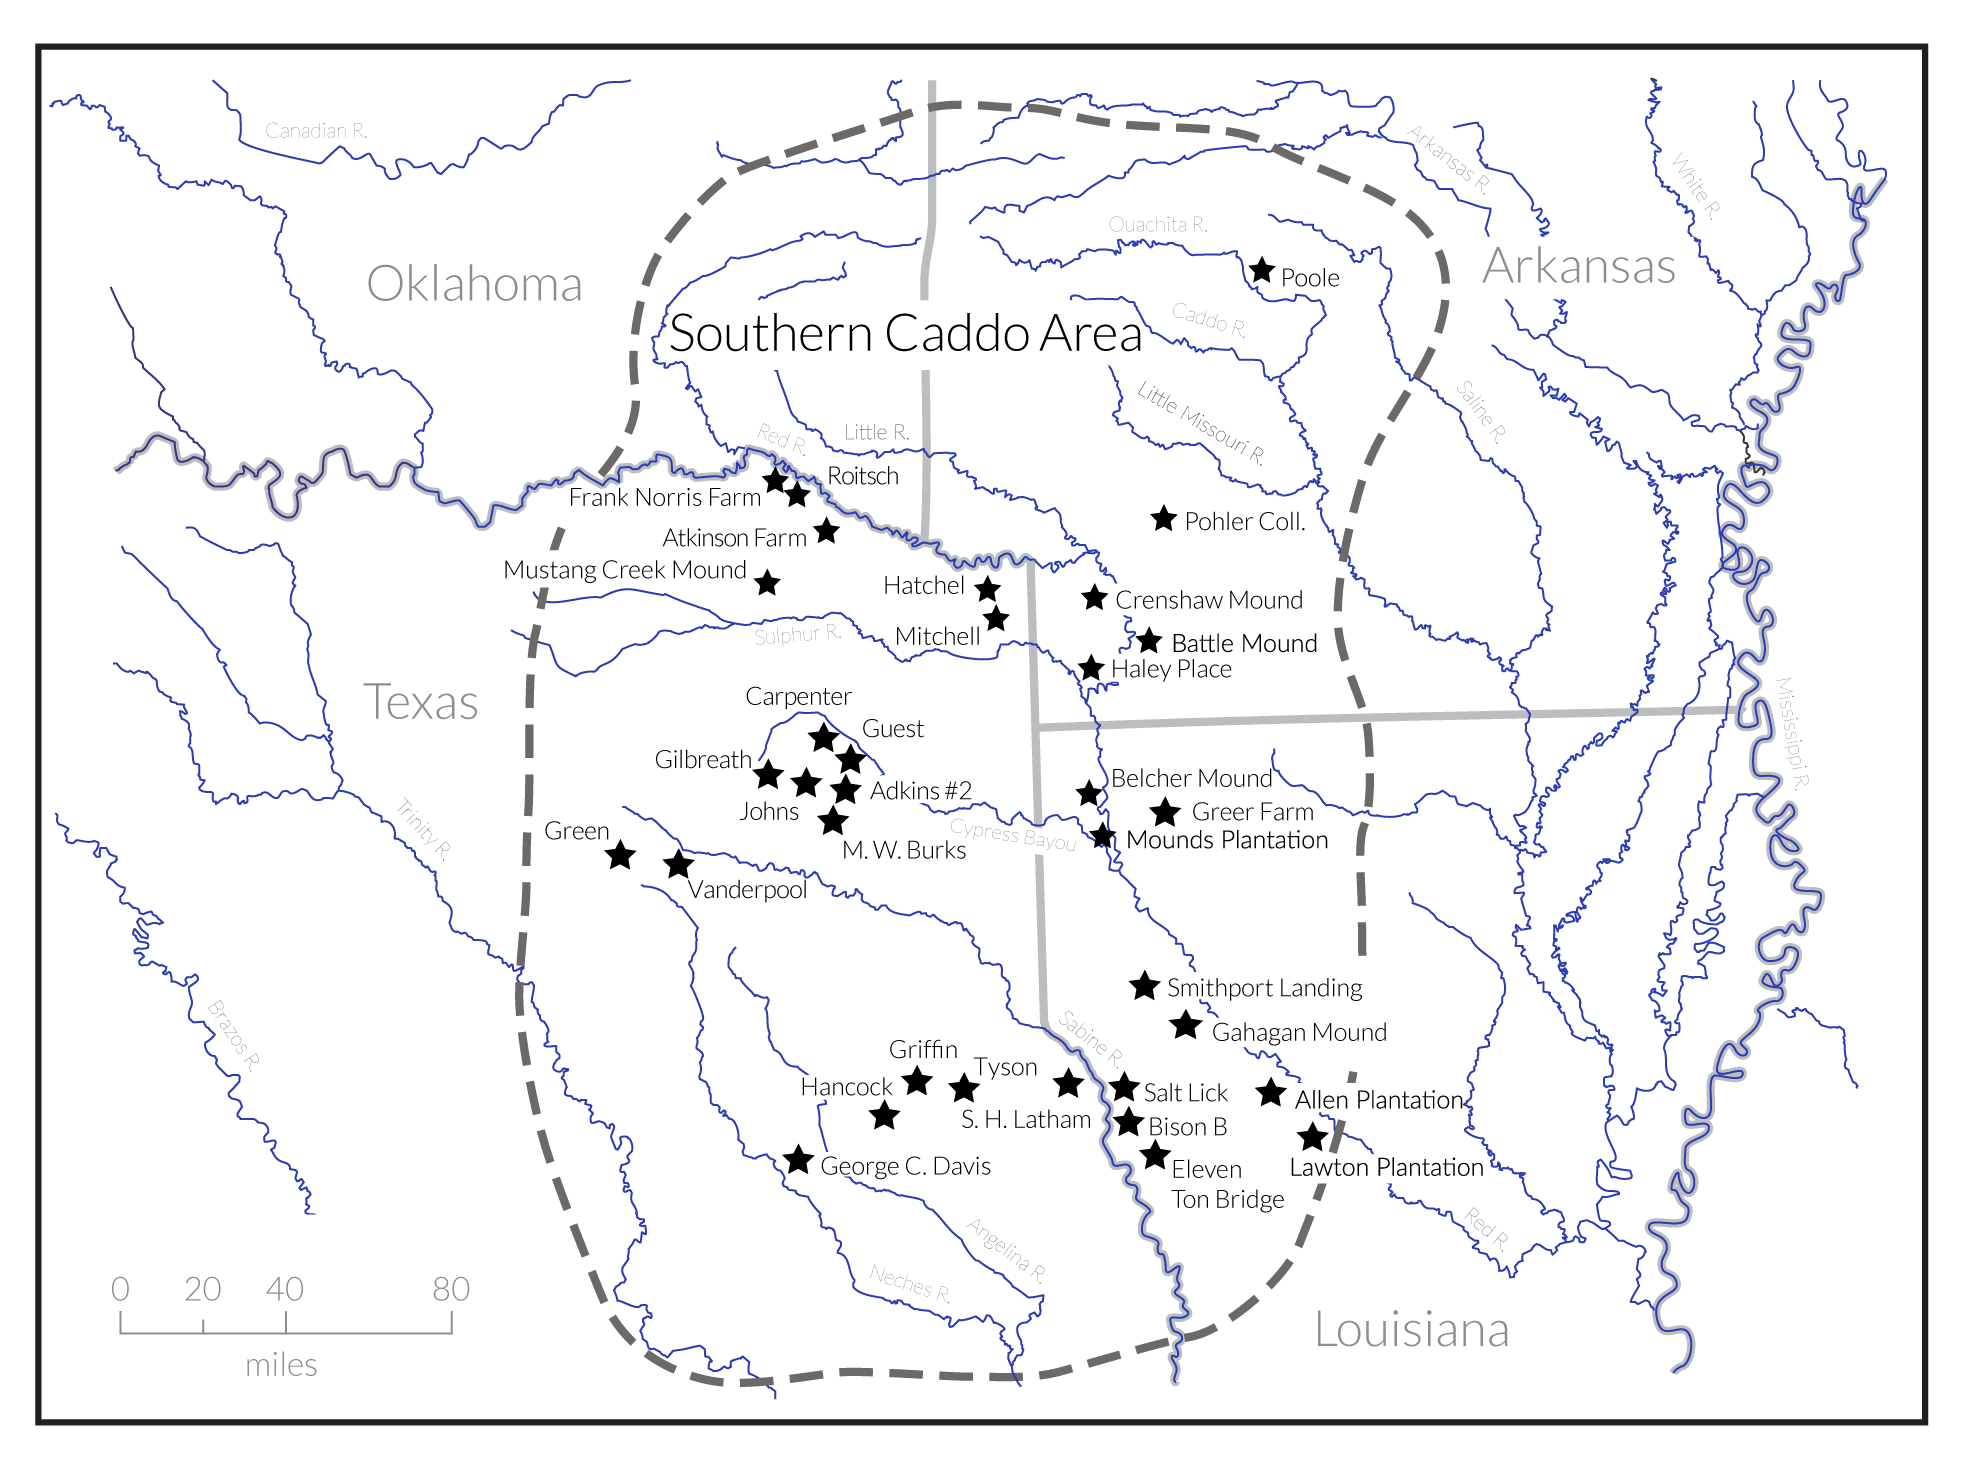 Canadian R.
Arkansas R.
White R.
Ouachita R.
Oklahoma
Arkansas
Poole
Caddo R.
Southern Caddo Area
Little Missouri R.
Saline R.
Red R.
Little R.
Roitsch
Frank Norris Farm
Pohler Coll.
Atkinson Farm
Mustang Creek Mound
Hatchel
Crenshaw Mound
Sulphur R.
Mitchell
Battle Mound
Haley Place
Texas
Carpenter
Mississippi R.
Guest
Gilbreath
Belcher Mound
Adkins #2
Johns
Greer Farm
Trinity R.
Green
Cypress Bayou
Mounds Plantation
M. W. Burks
Vanderpool
Smithport Landing
Brazos R.
Sabine R.
Gahagan Mound
Griffin
Tyson
Hancock
Salt Lick
Allen Plantation
S. H. Latham
Bison B
George C. Davis
Eleven
Ton Bridge
Lawton Plantation
Red R.
Angelina R.
Neches R.
0 20 40 80
miles
Louisiana